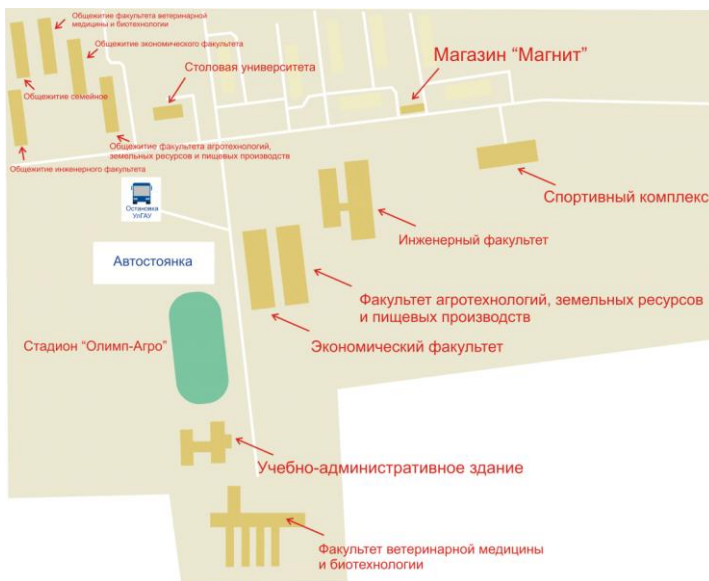 Общежитие факультета ветеринарной
медицины и биотехнологии
Общежитие экономического факультета
Столовая университета
Магазин “Магнит”
Общежитие семейное
Общежитие факультета агротехнологий,
земельных ресурсов и пищевых производств
Общежитие инженерного факультета
Остановка
УлГАУ
Спортивный комплекс
Инженерный факультет
Автостоянка
Факультет агротехнологий, земельных ресурсов
и пищевых производств
Стадион “Олимп-Агро”
Экономический факультет
Учебно-административное здание
Факультет ветеринарной медицины
и биотехнологии